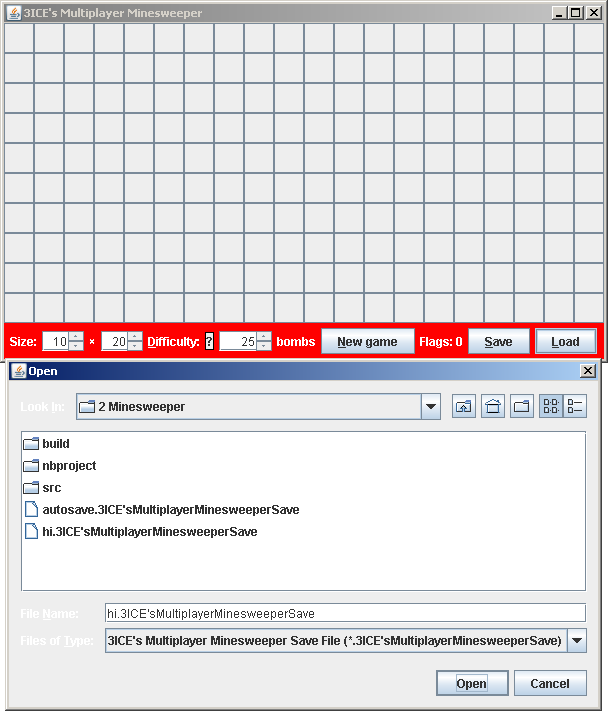 3ICE's Multiplayer Minesweeper
Size: 10 × 20 Difficulty: ? 25 bombs New game Flags: 0 Save Load
Open
Look In: 2 Minesweeper
build
nbproject
src
autosave.3ICE'sMultiplayerMinesweeperSave
hi.3ICE'sMultiplayerMinesweeperSave
File Name: hi.3ICE'sMultiplayerMinesweeperSave
Files of Type: 3ICE's Multiplayer Minesweeper Save File (*.3ICE'sMultiplayerMinesweeperSave)
Open Cancel